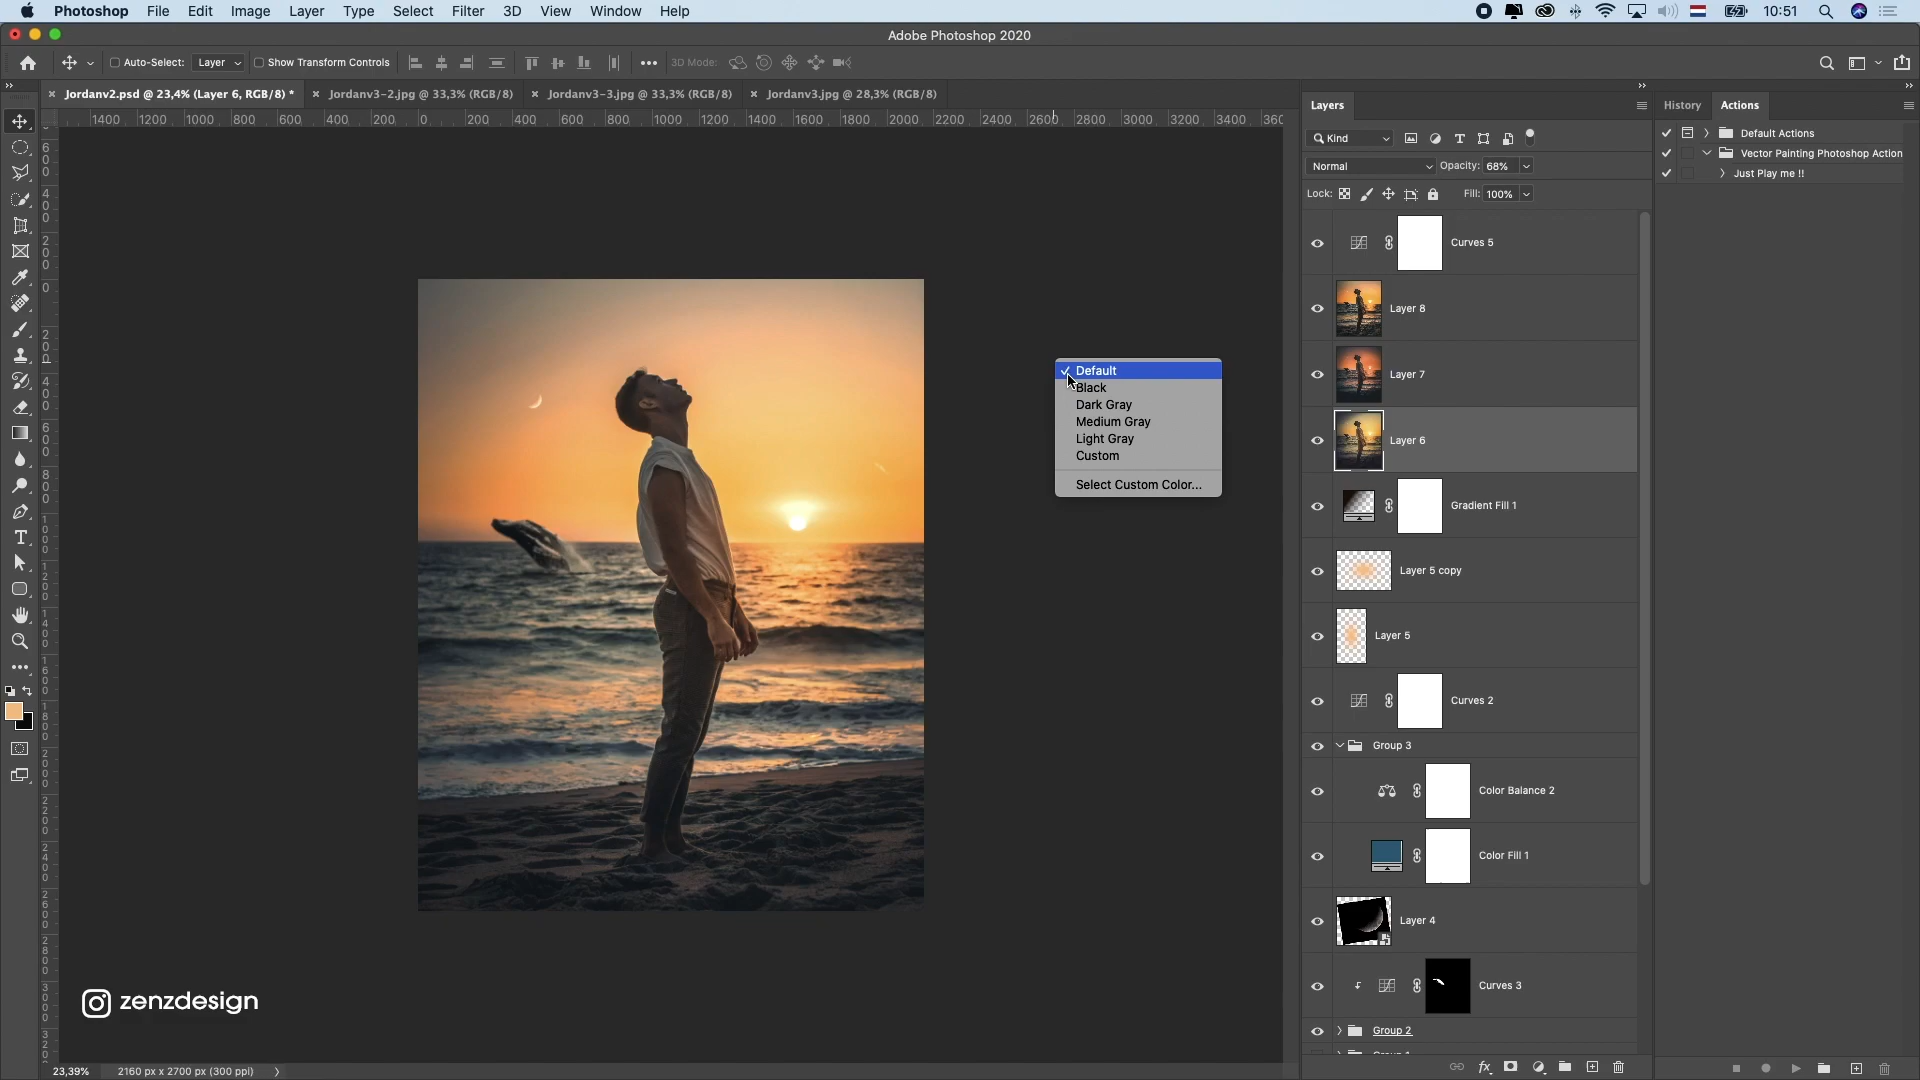 Photoshop File Edit Image Layer Type Select Filter 3D View Window Help 10:51
Adobe Photoshop 2020
Auto-Select: Layer Show Transform Controls 3D Mode:
Jordanv2.psd @ 23,4% (Layer 6, RGB/8) * Jordanv3-2.jpg @ 33,3% (RGB/8) Jordanv3-3.jpg @ 33,3% (RGB/8) Jordanv3.jpg @ 28,3% (RGB/8)
1400 1200 1000 800 600 400 200 0 200 400 600 800 1000 1200 1400 1600 1800 2000 2200 2400 2600 2800 3000 3200 3400
Layers
History Actions
Kind
Default Actions
Vector Painting Photoshop Action
Just Play me !!
Normal Opacity: 68%
Lock: Fill: 100%
Curves 5
Layer 8
Layer 7
Layer 6
Gradient Fill 1
Layer 5 copy
Layer 5
Curves 2
Group 3
Color Balance 2
Color Fill 1
Layer 4
Curves 3
Group 2
Default
Black
Dark Gray
Medium Gray
Light Gray
Custom
Select Custom Color...
zenzdesign
23,39% 2160 px x 2700 px (300 ppi)